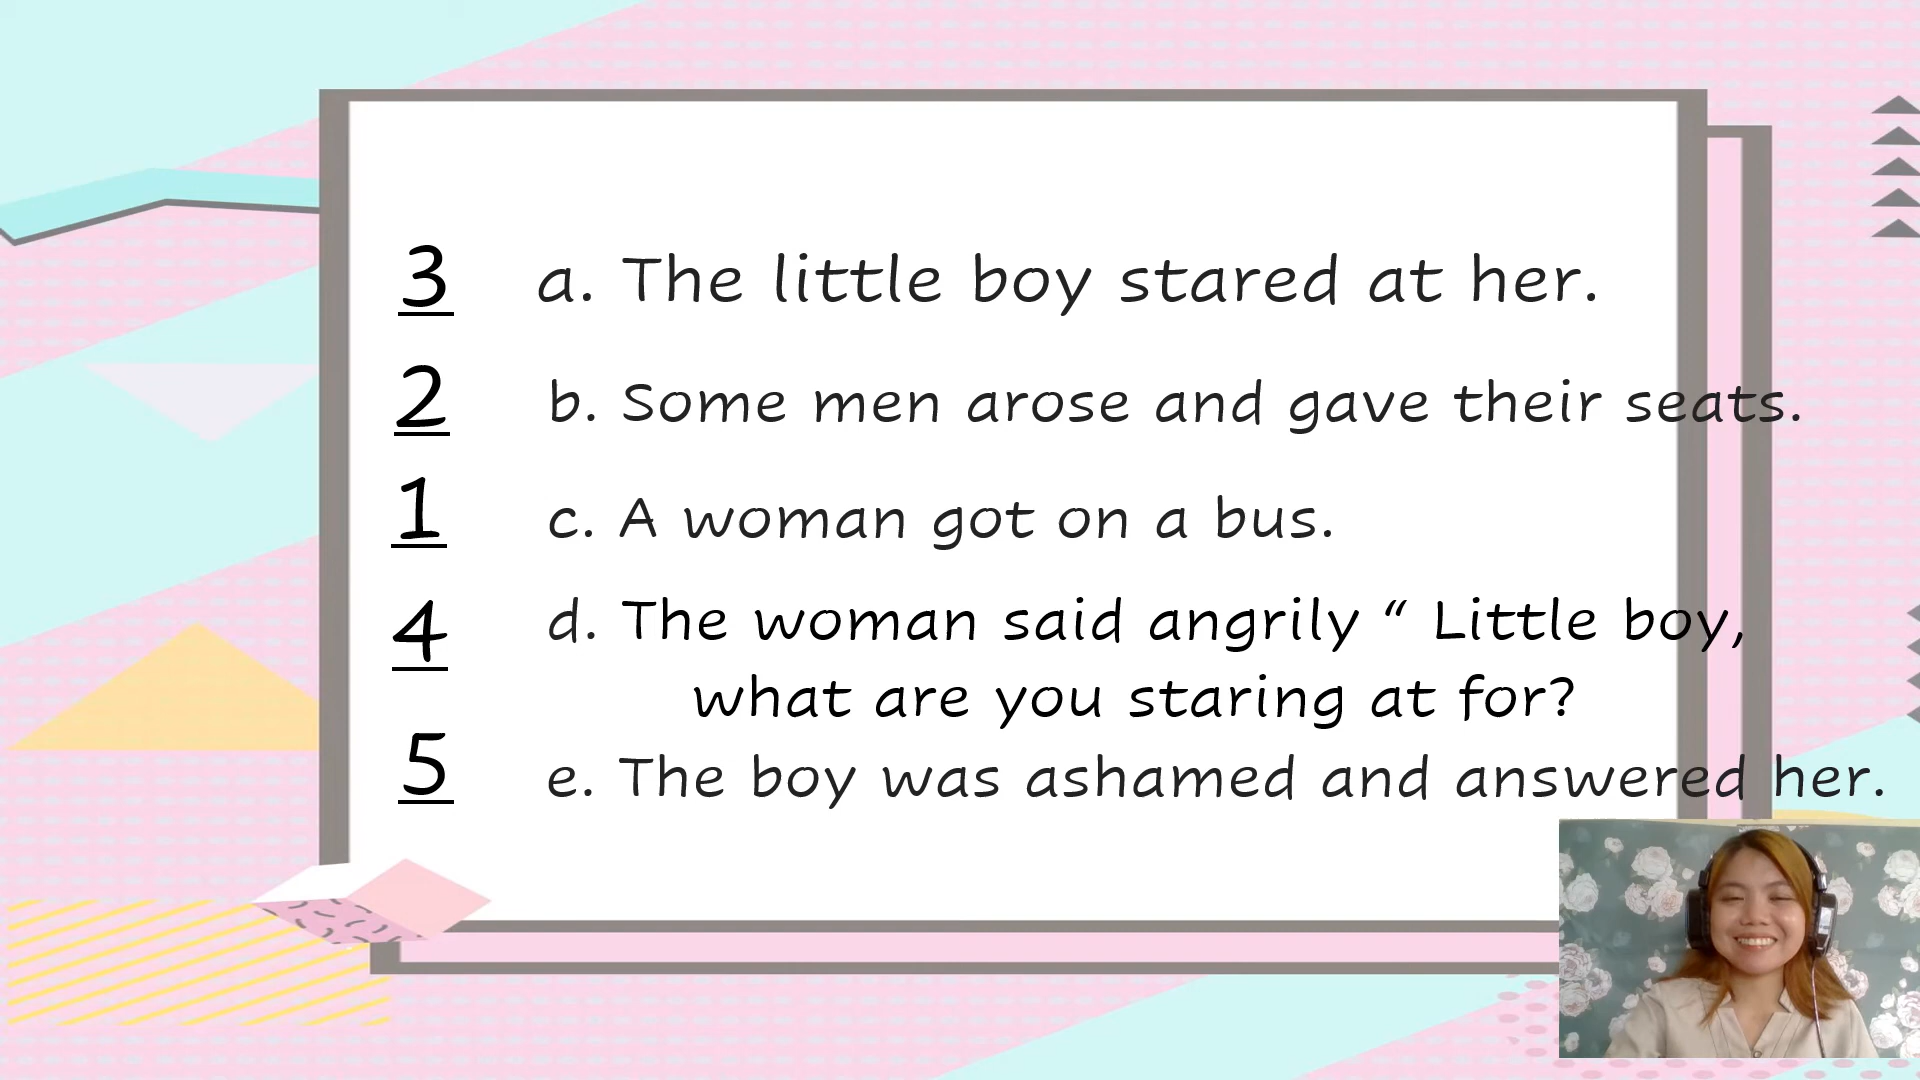 3 a. The little boy stared at her.
2 b. Some men arose and gave their seats.
1 c. A woman got on a bus.
4 d. The woman said angrily “ Little boy,
what are you staring at for?
5 e. The boy was ashamed and answered her.